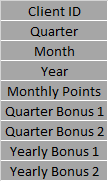 Client ID
Quarter
Month
Year
Monthly Points
Quarter Bonus 1
Quarter Bonus 2
Yearly Bonus 1
Yearly Bonus 2